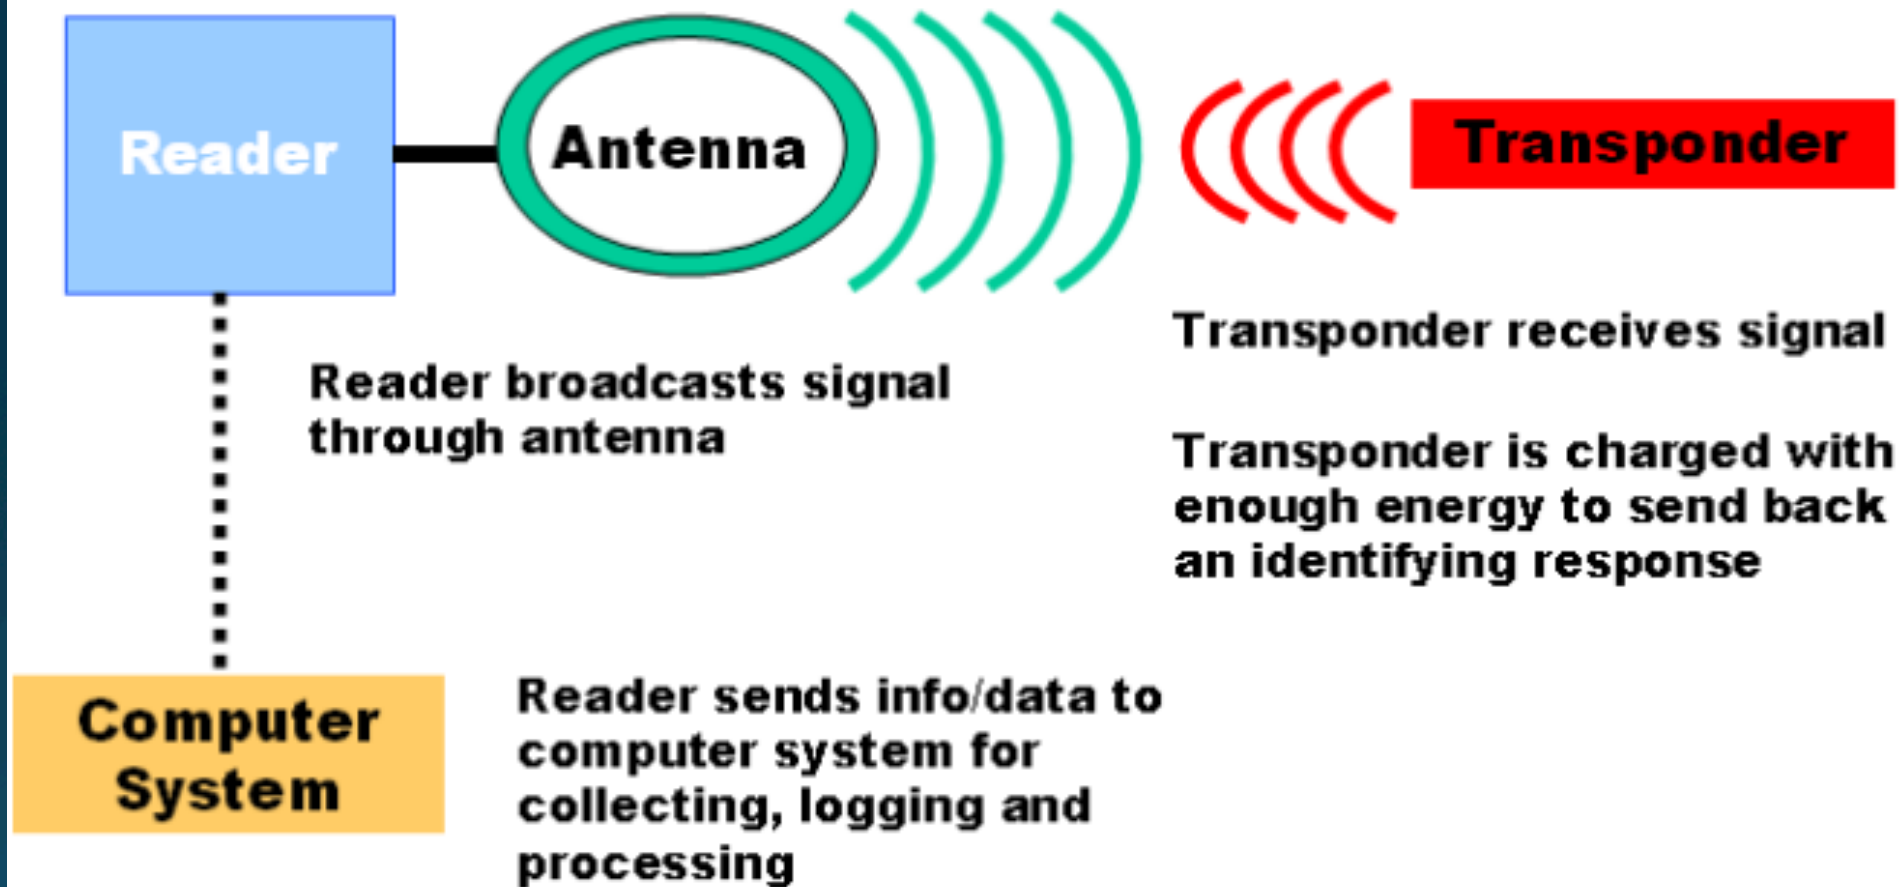 Reader
Antenna
Transponder
Transponder receives signal
Reader broadcasts signal
through antenna
Transponder is charged with
enough energy to send back
an identifying response
Computer
System
Reader sends info/data to
computer system for
collecting, logging and
processing